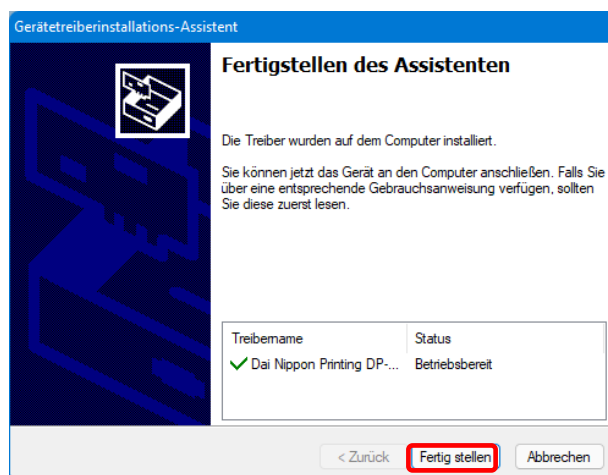 Gerätetreiberinstallations-Assistent
Fertigstellen des Assistenten
Die Treiber wurden auf dem Computer installiert.
Sie können jetzt das Gerät an den Computer anschließen. Falls Sie
über eine entsprechende Gebrauchsanweisung verfügen, sollten
Sie diese zuerst lesen.
Treibername Status
Dai Nippon Printing DP-... Betriebsbereit
< Zurück Fertig stellen Abbrechen